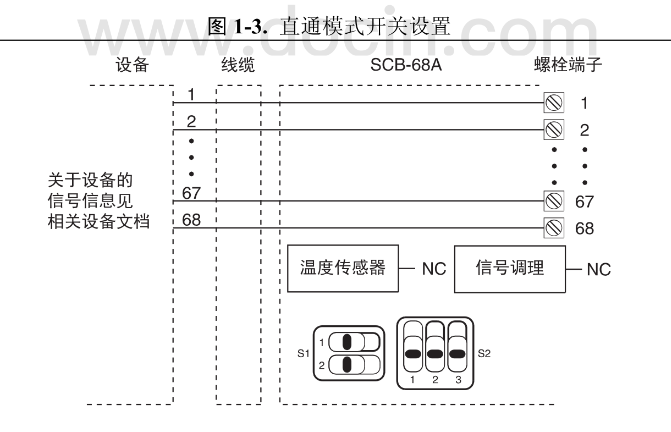 www.docin.com
图 1-3. 直通模式开关设置
设备 线缆 SCB-68A 螺栓端子
1 1
2 2
关于设备的
信号信息见
相关设备文档
67 67
68 68
温度传感器 NC 信号调理 NC
S1 1 2
S2 1 2 3